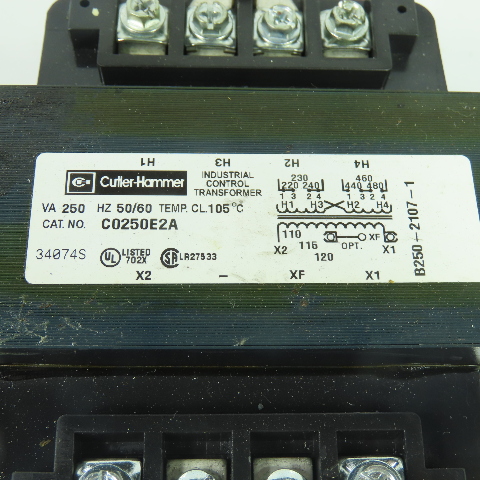 H1 H3 H2 H4
Cutler-Hammer
INDUSTRIAL
CONTROL
TRANSFORMER
VA 250 HZ 50/60 TEMP. CL. 105°C
CAT. NO. C0250E2A
34074S
UL LISTED
702X
LR27533
230 460
220 240 440 480
1 3 2 4 1 3 2 4
H1 H3 H2 H4
110
X2 115 OPT. XF X1
120
X2 – XF X1
B250-2107-1